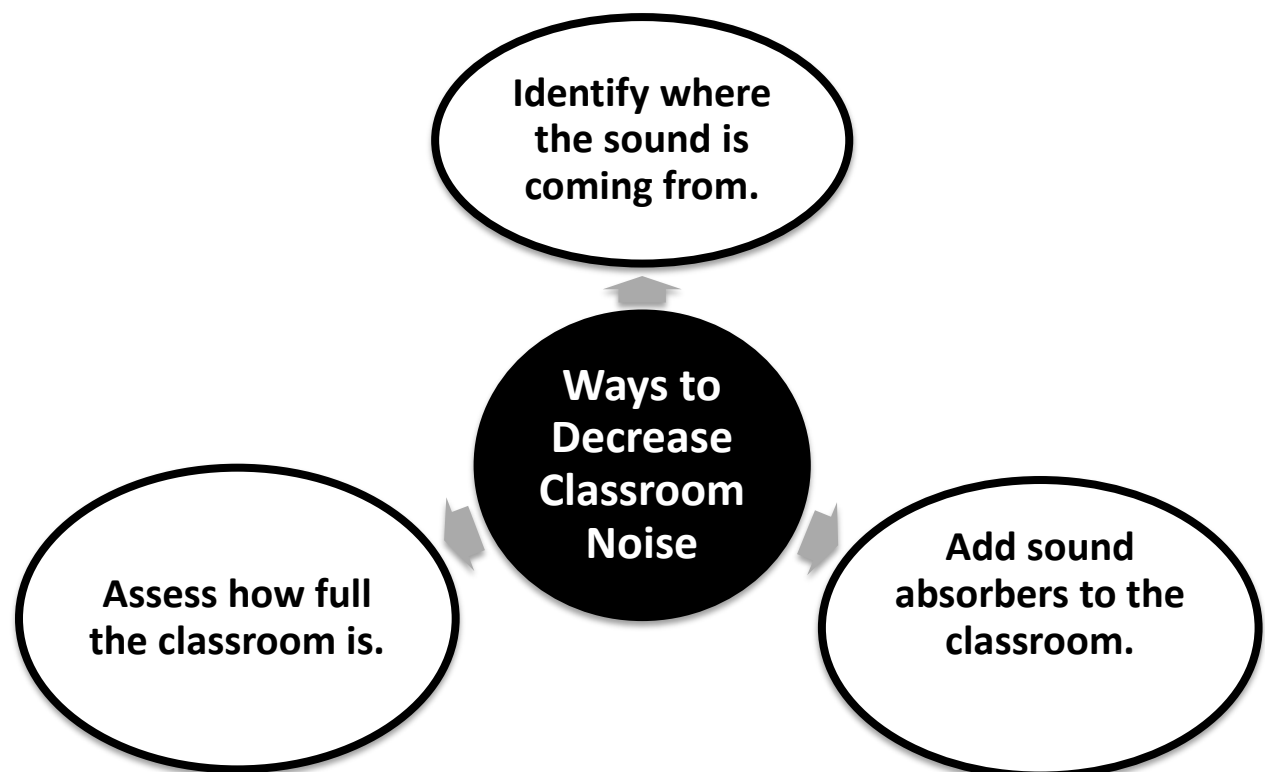 Identify where
the sound is
coming from.
Ways to
Decrease
Classroom
Noise
Assess how full
the classroom is.
Add sound
absorbers to the
classroom.